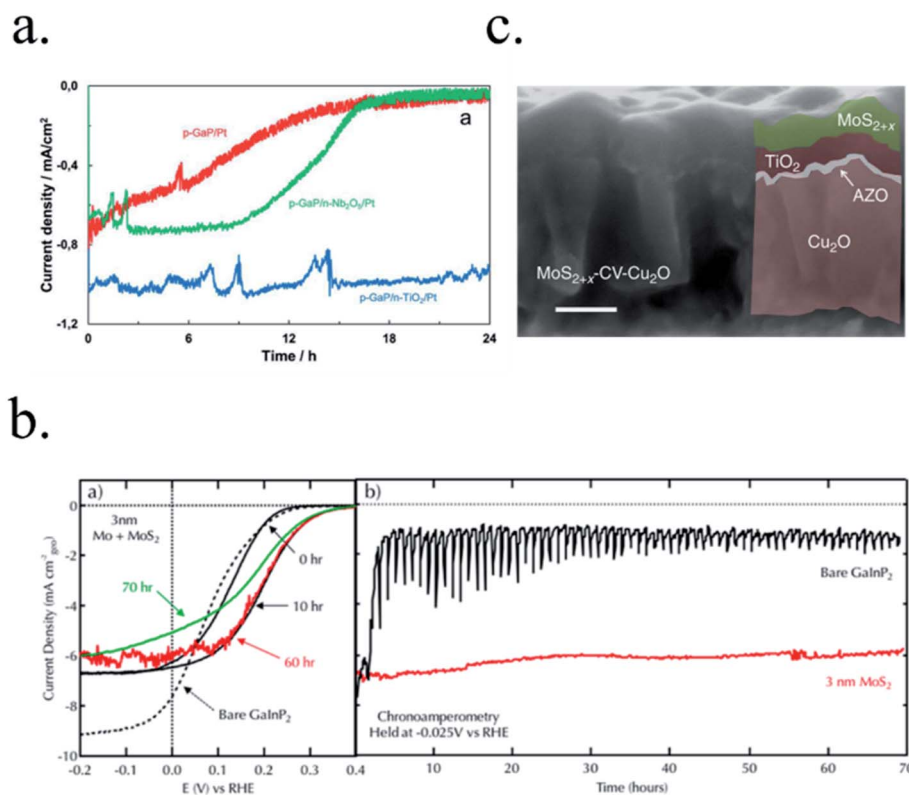 a.
0,0
-0,4
-0,8
-1,2
Current density / mA/cm²
p-GaP/Pt
a
p-GaP/n-Nb₂O₅/Pt
p-GaP/n-TiO₂/Pt
0
6
12
18
24
Time / h
c.
MoS₂₊ₓ
TiO₂
AZO
Cu₂O
MoS₂₊ₓ-CV-Cu₂O
b.
a)
3nm
Mo + MoS₂
0 hr
70 hr
10 hr
60 hr
Bare GaInP₂
0
-2
-4
-6
-8
-10
Current Density (mA cm⁻²geo)
-0.2
-0.1
0.0
0.1
0.2
0.3
0.4
E (V) vs RHE
b)
Bare GaInP₂
3 nm MoS₂
Chronoamperometry
Held at -0.025V vs RHE
10
20
30
40
50
60
70
Time (hours)